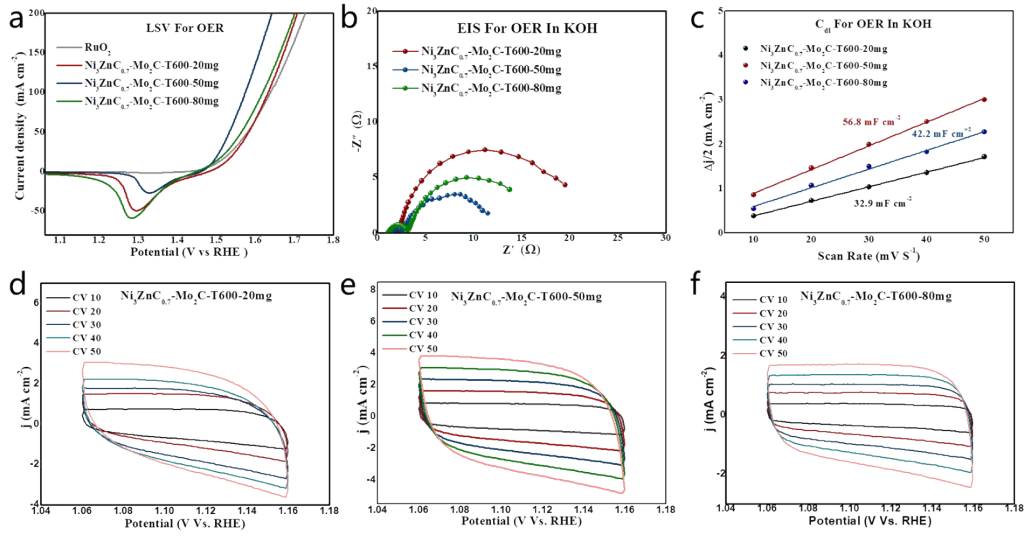 a
LSV For OER
RuO2
Ni3ZnC0.7-Mo2C-T600-20mg
Ni3ZnC0.7-Mo2C-T600-50mg
Ni3ZnC0.7-Mo2C-T600-80mg
Current density (mA cm-2)
200
150
100
50
0
-50
1.1 1.2 1.3 1.4 1.5 1.6 1.7 1.8
Potential (V vs RHE )
b
EIS For OER In KOH
Ni3ZnC0.7-Mo2C-T600-20mg
Ni3ZnC0.7-Mo2C-T600-50mg
Ni3ZnC0.7-Mo2C-T600-80mg
-Z″ (Ω)
20
15
10
5
0
0 5 10 15 20 25 30
Z′ (Ω)
c
Cdl For OER In KOH
Ni3ZnC0.7-Mo2C-T600-20mg
Ni3ZnC0.7-Mo2C-T600-50mg
Ni3ZnC0.7-Mo2C-T600-80mg
Δj/2 (mA cm-2)
5
4
3
2
1
0
56.8 mF cm-2
42.2 mF cm-2
32.9 mF cm-2
10 20 30 40 50
Scan Rate (mV S-1)
d
Ni3ZnC0.7-Mo2C-T600-20mg
CV 10
CV 20
CV 30
CV 40
CV 50
j (mA cm-2)
6
4
2
0
-2
-4
1.04 1.06 1.08 1.10 1.12 1.14 1.16 1.18
Potential (V Vs. RHE)
e
Ni3ZnC0.7-Mo2C-T600-50mg
CV 10
CV 20
CV 30
CV 40
CV 50
j (mA cm-2)
8
6
4
2
0
-2
-4
1.04 1.06 1.08 1.10 1.12 1.14 1.16 1.18
Potential (V Vs. RHE)
f
Ni3ZnC0.7-Mo2C-T600-80mg
CV 10
CV 20
CV 30
CV 40
CV 50
j (mA cm-2)
4
2
0
-2
1.04 1.06 1.08 1.10 1.12 1.14 1.16 1.18
Potential (V Vs. RHE)